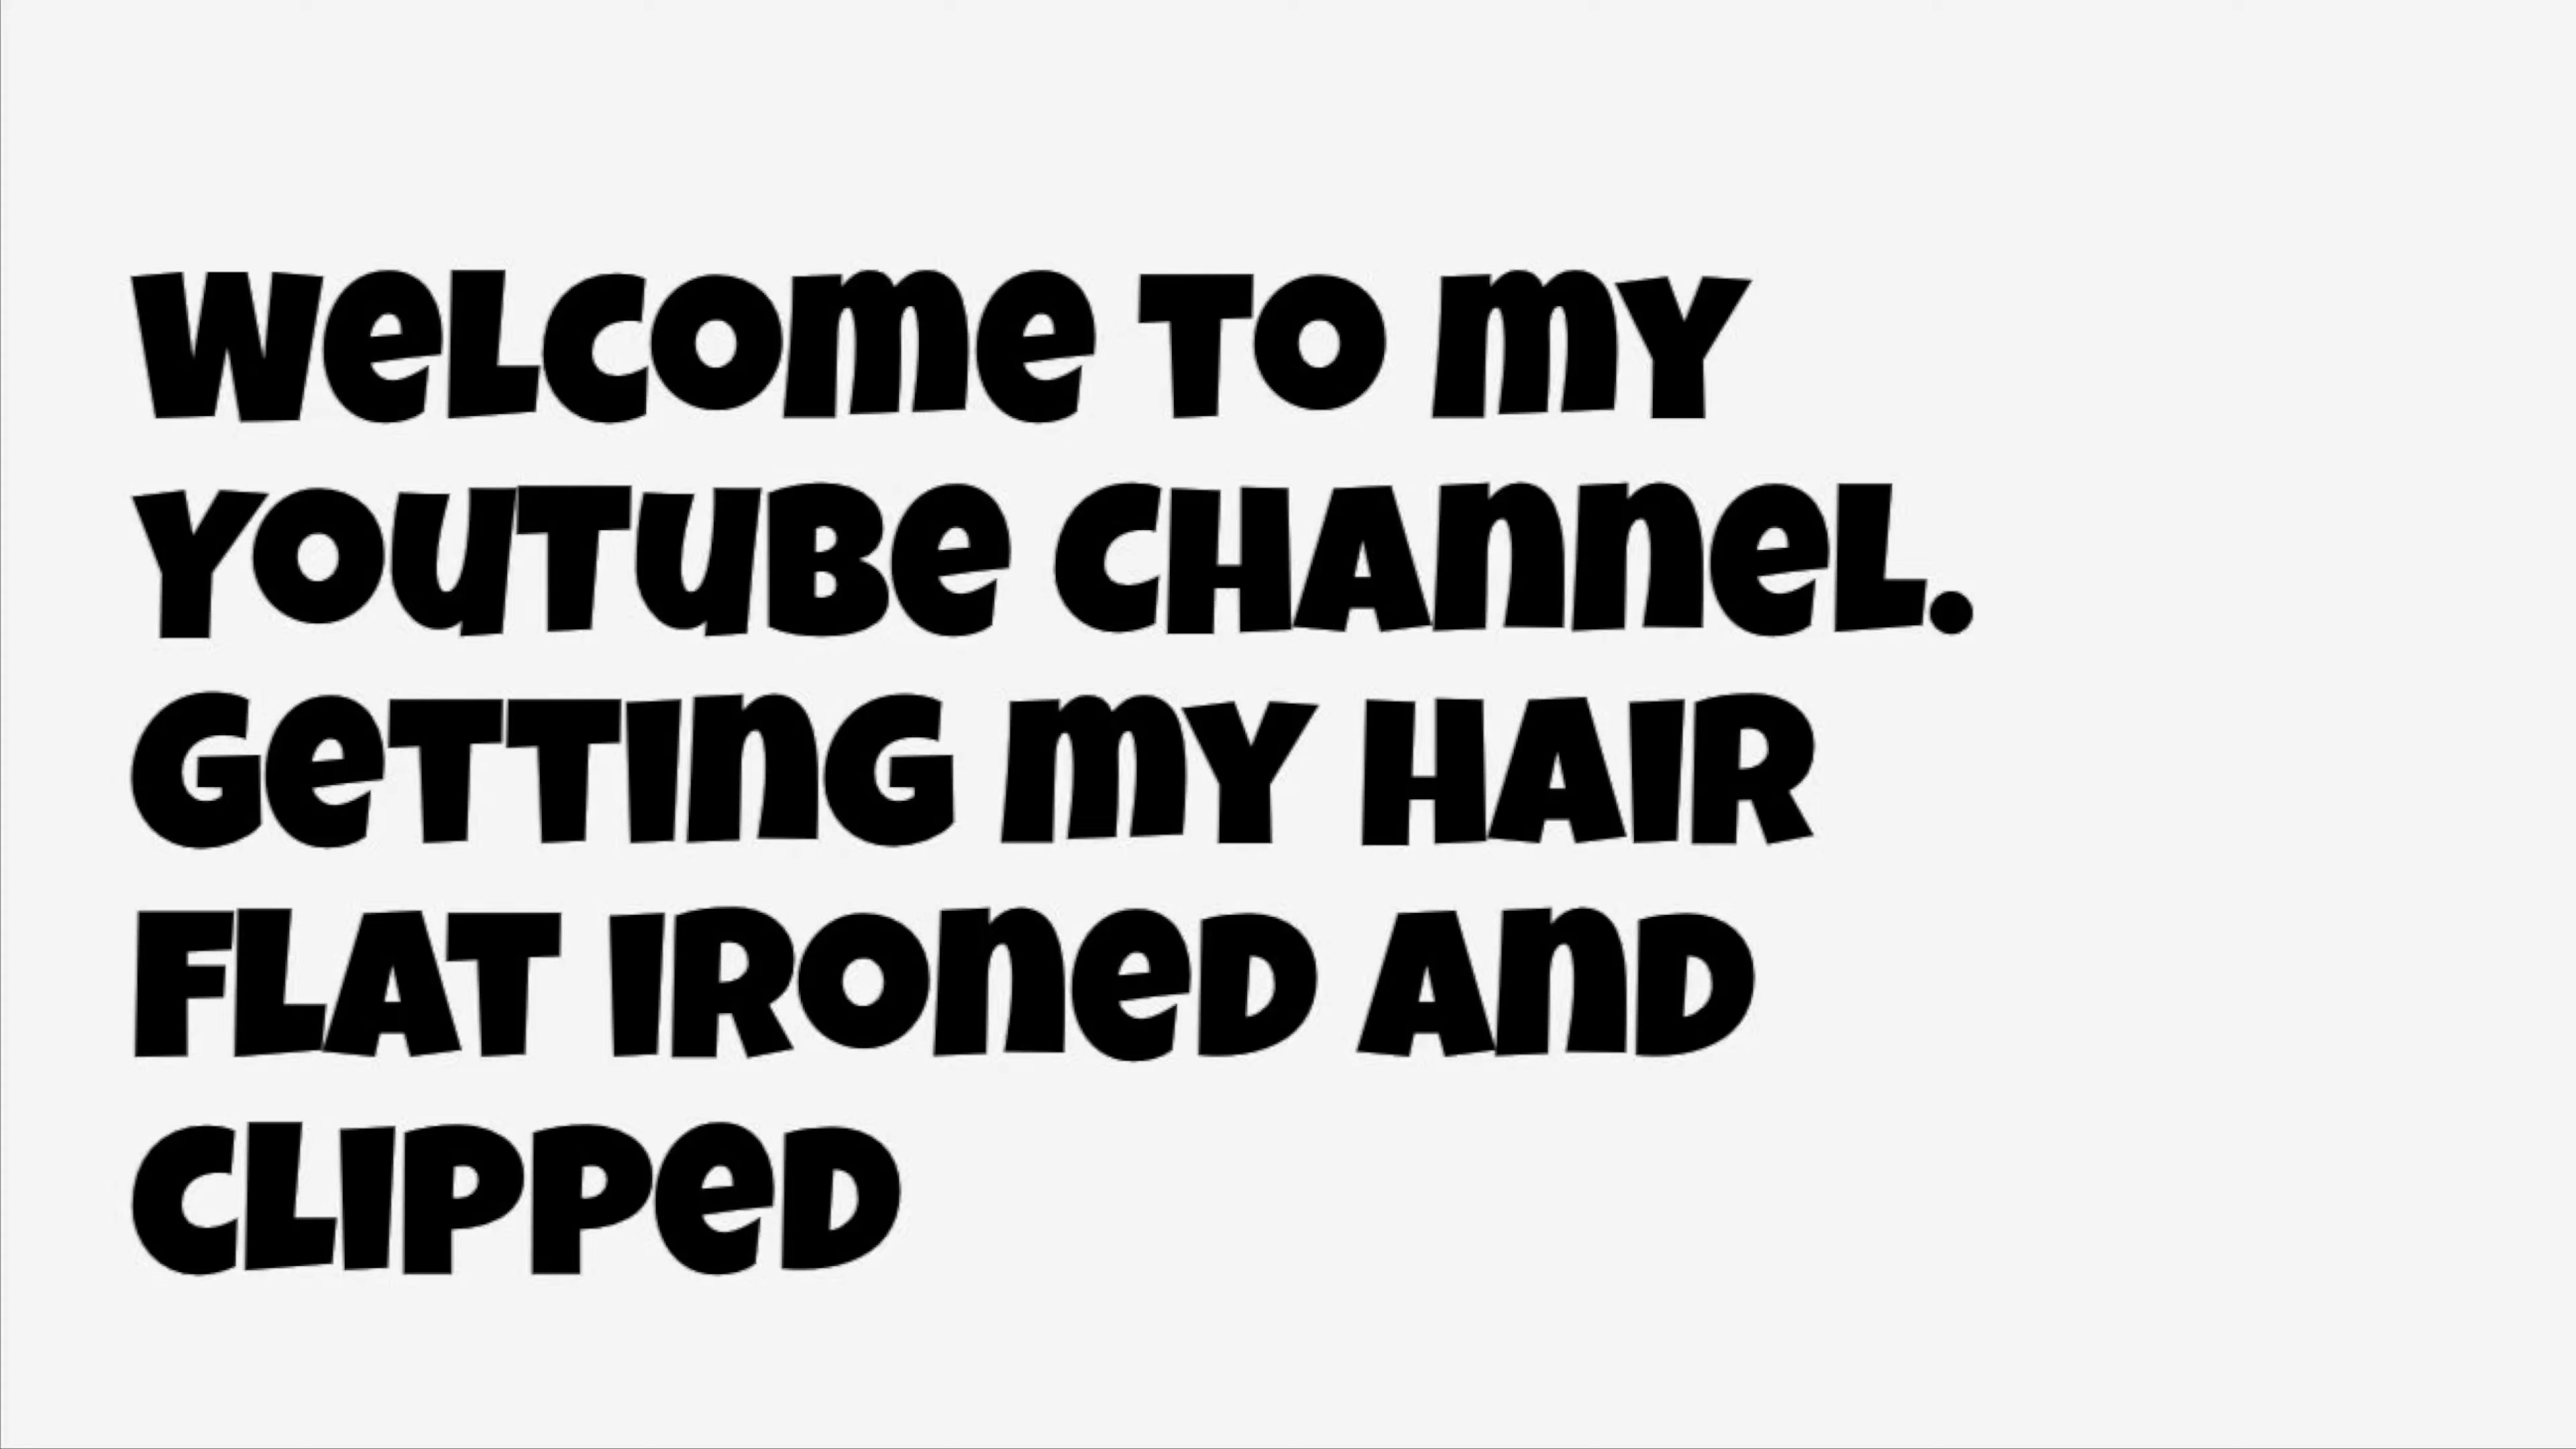 Welcome to my
YouTube channel.
Getting my hair
flat ironed and
clipped